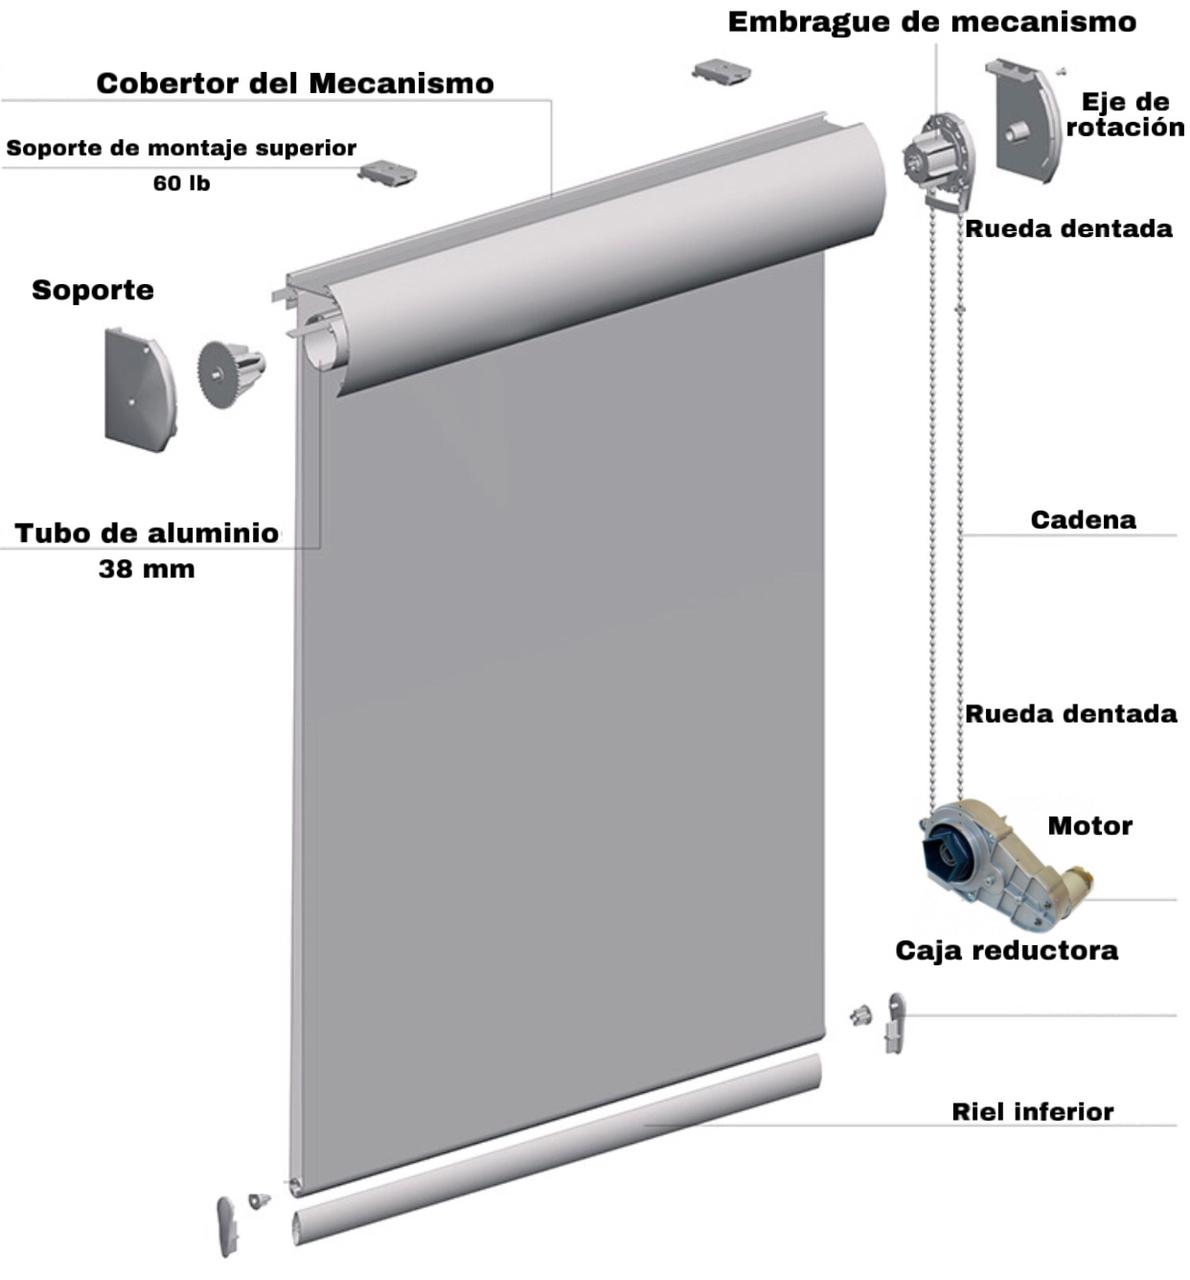 Embrague de mecanismo
Cobertor del Mecanismo
Eje de
rotación
Soporte de montaje superior
60 lb
Rueda dentada
Soporte
Cadena
Tubo de aluminio
38 mm
Rueda dentada
Motor
Caja reductora
Riel inferior